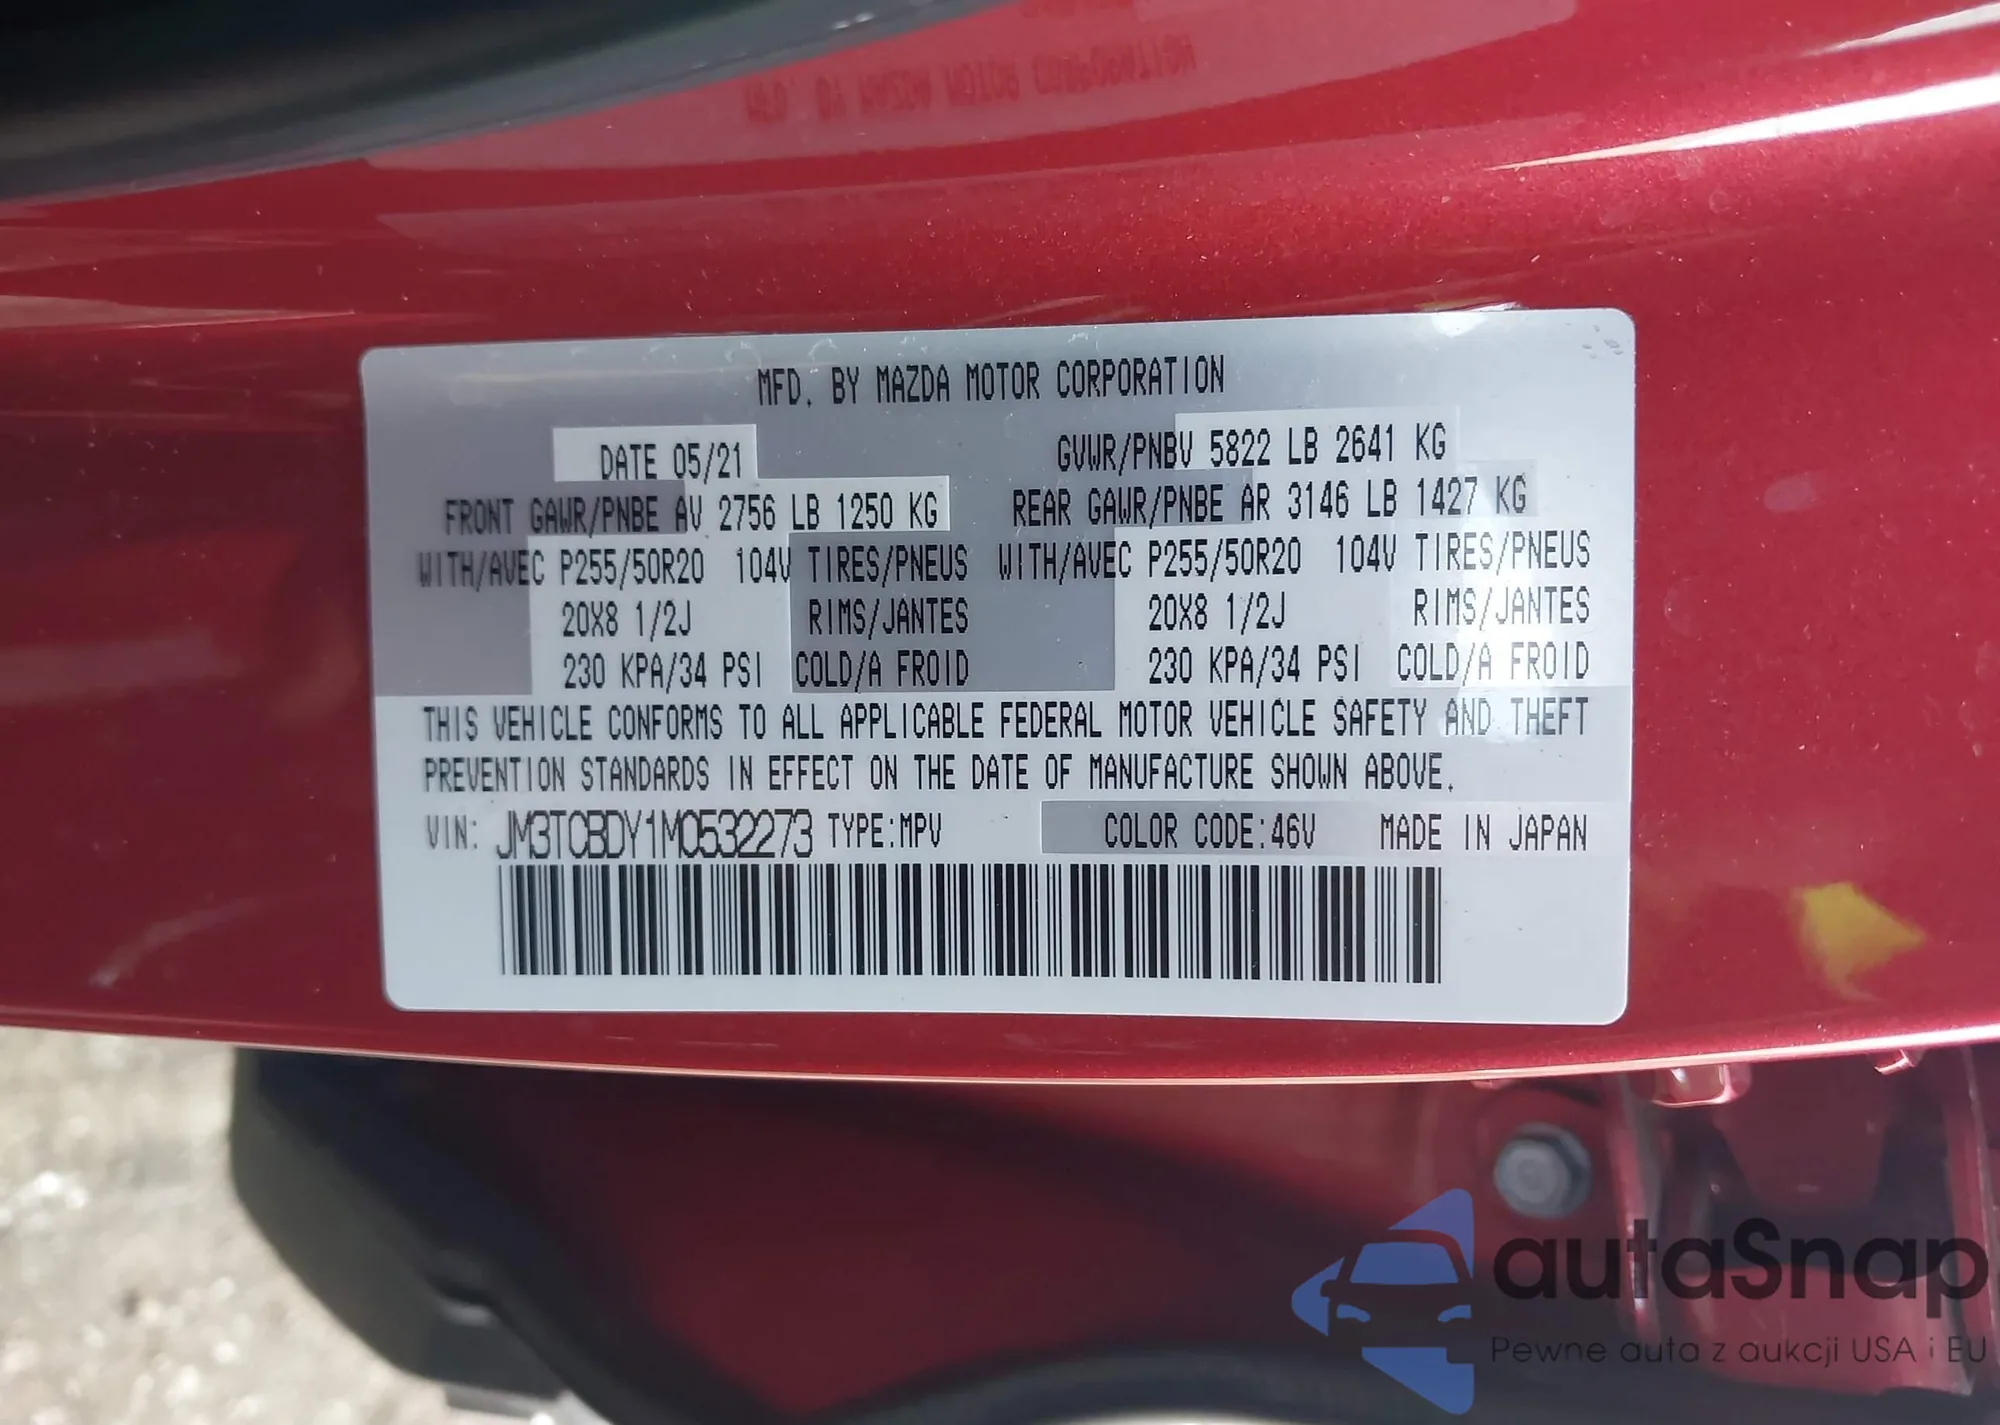 MFD. BY MAZDA MOTOR CORPORATION
DATE 05/21 GVWR/PNBV 5822 LB 2641 KG
FRONT GAWR/PNBE AV 2756 LB 1250 KG REAR GAWR/PNBE AR 3146 LB 1427 KG
WITH/AVEC P255/50R20 104V TIRES/PNEUS WITH/AVEC P255/50R20 104V TIRES/PNEUS
20X8 1/2J RIMS/JANTES 20X8 1/2J RIMS/JANTES
230 KPA/34 PSI COLD/A FROID 230 KPA/34 PSI COLD/A FROID
THIS VEHICLE CONFORMS TO ALL APPLICABLE FEDERAL MOTOR VEHICLE SAFETY AND THEFT
PREVENTION STANDARDS IN EFFECT ON THE DATE OF MANUFACTURE SHOWN ABOVE.
VIN: JM3TCBDY1M0532273 TYPE:MPV COLOR CODE:46V MADE IN JAPAN
autaSnap
Pewne auta z aukcji USA i EU